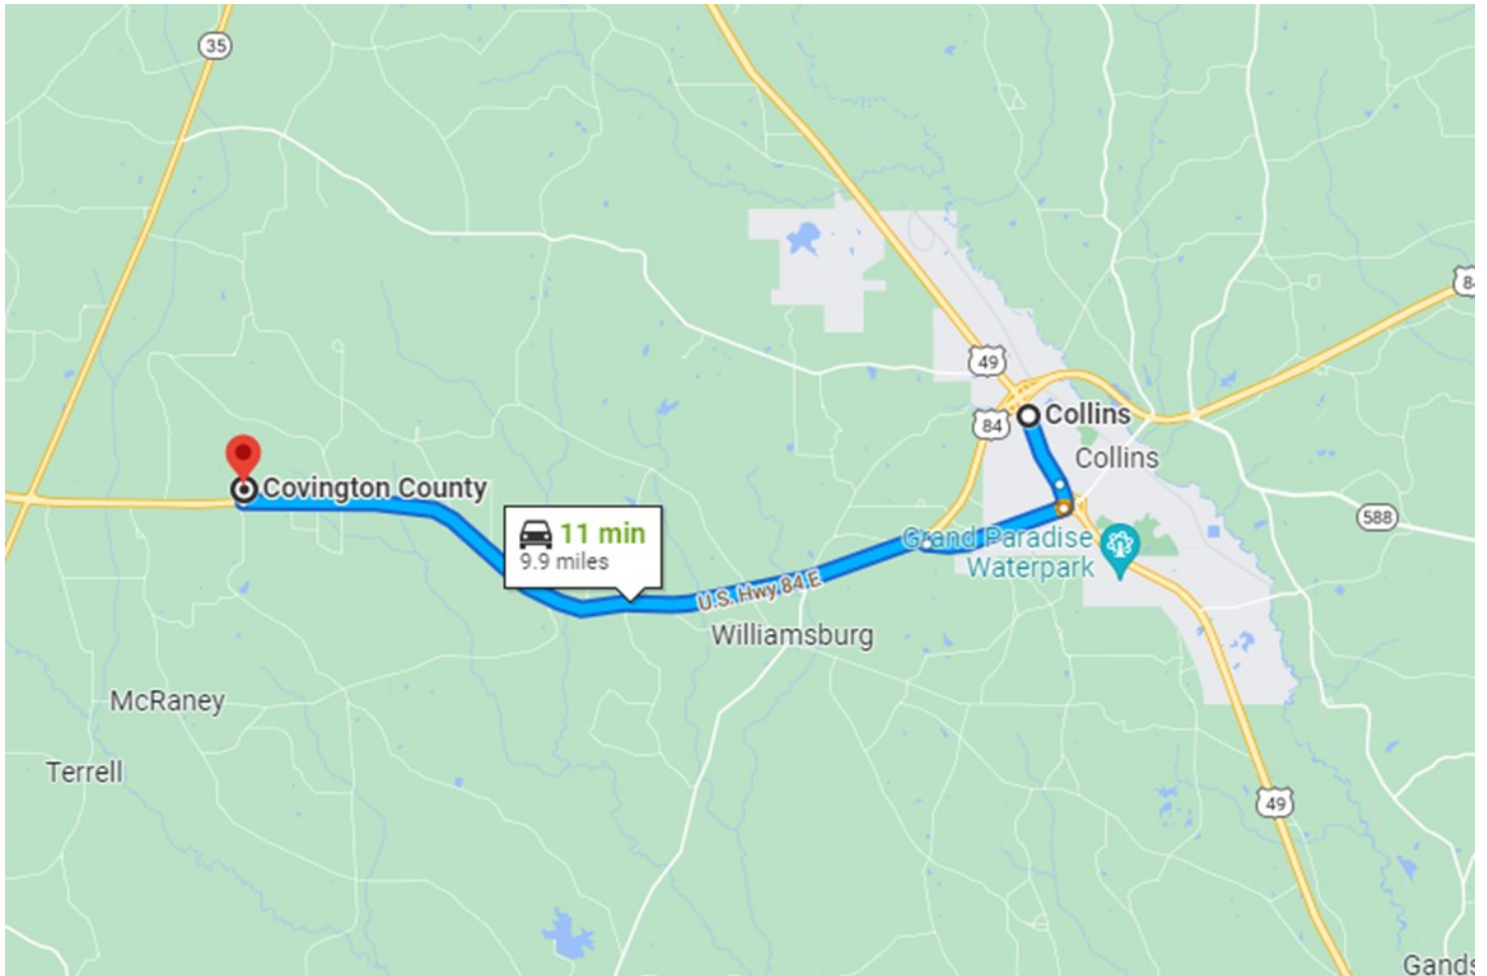 35
84
49
84
Collins
Collins
Covington County
11 min
9.9 miles
588
Grand Paradise
Waterpark
U.S. Hwy 84 E
Williamsburg
McRaney
Terrell
49